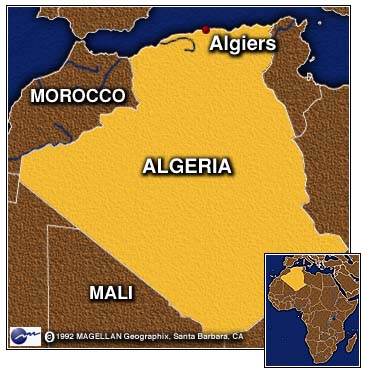 Algiers
MOROCCO
ALGERIA
MALI
© 1992 MAGELLAN Geographix, Santa Barbara, CA